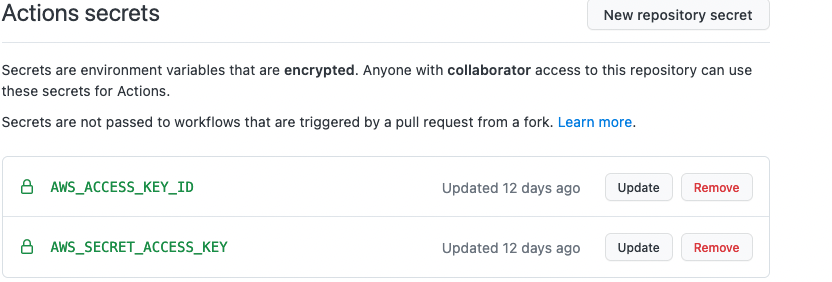 Actions secrets
New repository secret
Secrets are environment variables that are encrypted. Anyone with collaborator access to this repository can use
these secrets for Actions.
Secrets are not passed to workflows that are triggered by a pull request from a fork. Learn more.
AWS_ACCESS_KEY_ID Updated 12 days ago Update Remove
AWS_SECRET_ACCESS_KEY Updated 12 days ago Update Remove